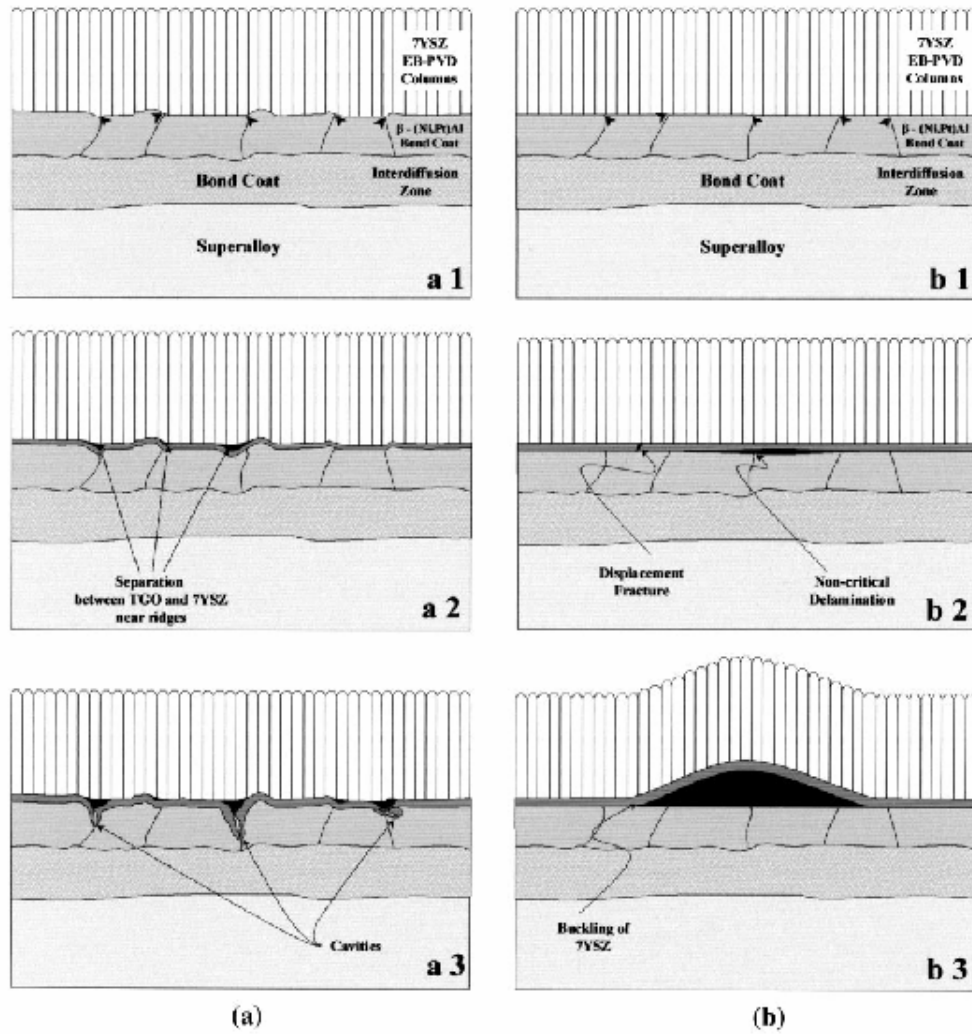 7YSZ
EB-PVD
Columns
β - (Ni,Pt)Al
Bond Coat
Bond Coat
Interdiffusion
Zone
Superalloy
a 1
7YSZ
EB-PVD
Columns
β - (Ni,Pt)Al
Bond Coat
Bond Coat
Interdiffusion
Zone
Superalloy
b 1
Separation
between TGO and 7YSZ
near ridges
a 2
Displacement
Fracture
Non-critical
Delamination
b 2
Cavities
a 3
Buckling of
7YSZ
b 3
(a)
(b)